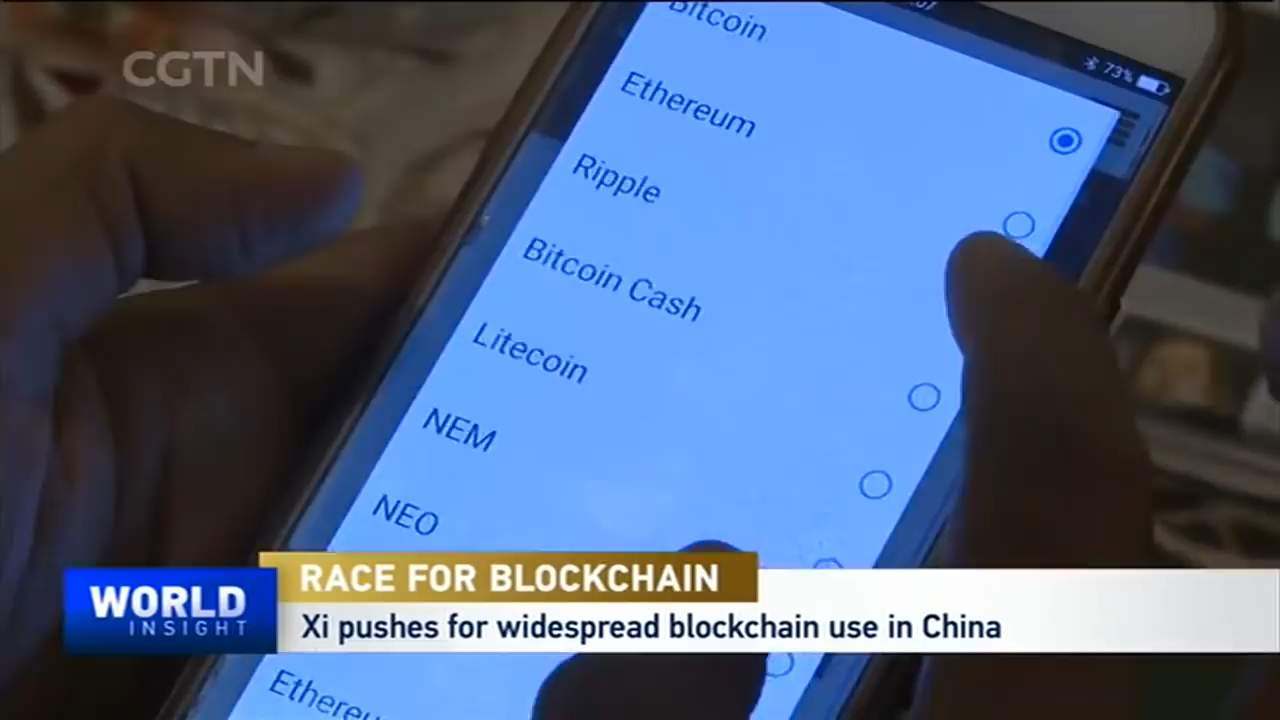 CGTN
73%
Bitcoin
Ethereum
Ripple
Bitcoin Cash
Litecoin
NEM
NEO
RACE FOR BLOCKCHAIN
WORLD
INSIGHT
Xi pushes for widespread blockchain use in China